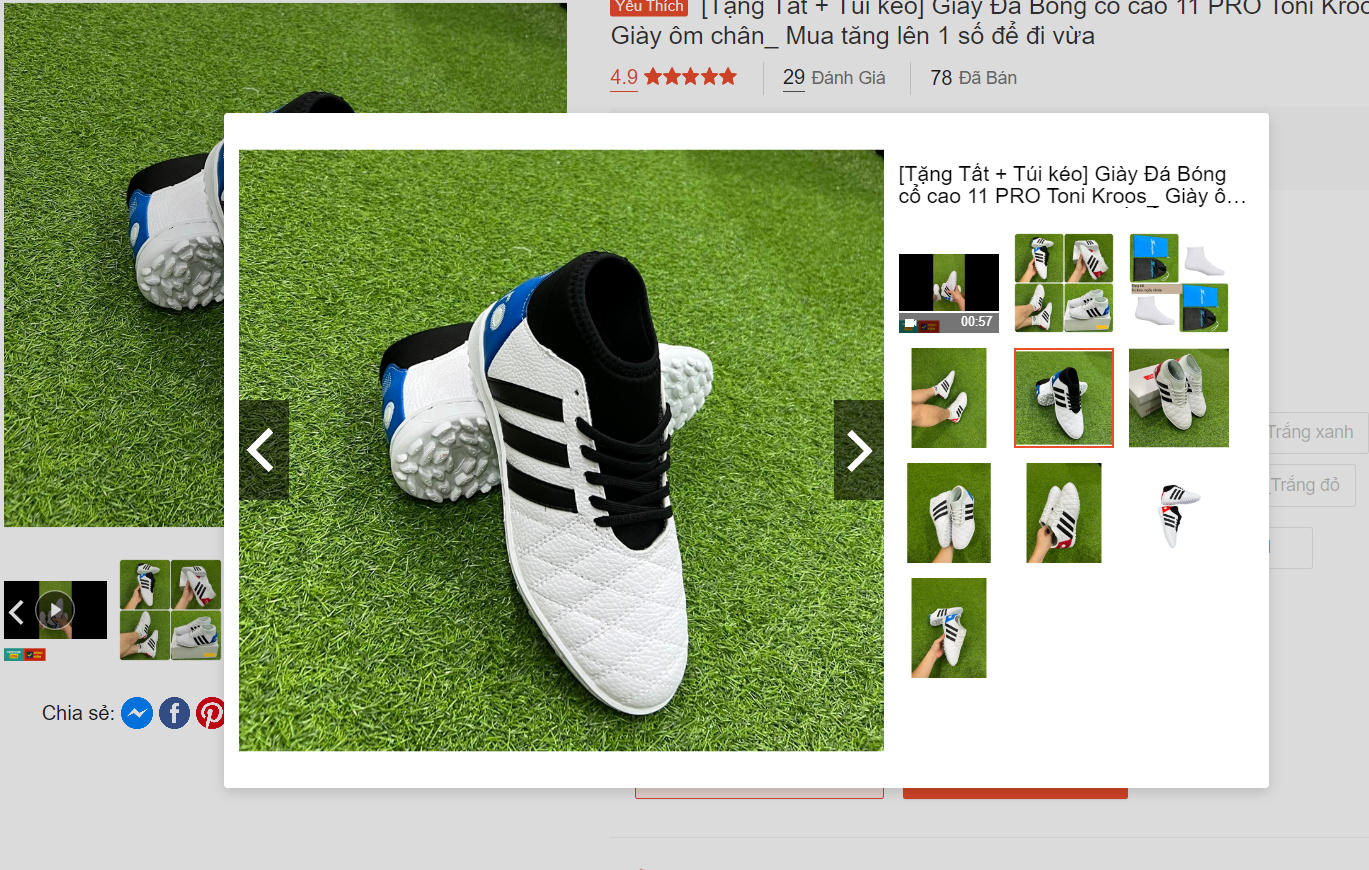 Yêu Thích [Tặng Tất + Túi kéo] Giày Đá Bóng cổ cao 11 PRO Toni Kroos
Giày ôm chân_ Mua tăng lên 1 số để đi vừa
4.9 29 Đánh Giá 78 Đã Bán
[Tặng Tất + Túi kéo] Giày Đá Bóng
cổ cao 11 PRO Toni Kroos_ Giày ô...
00:57
Trắng xanh
_Trắng đỏ
Chia sẻ: